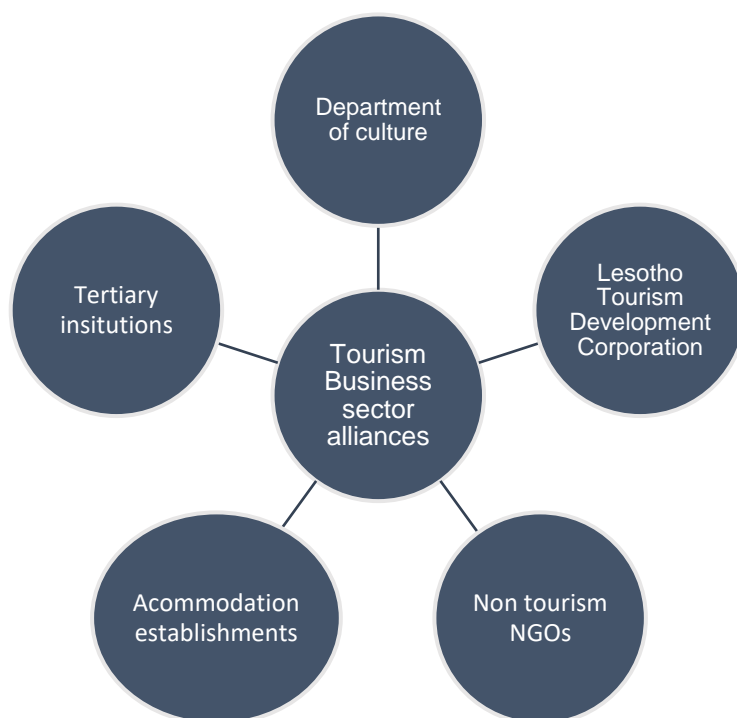 Department
of culture
Lesotho
Tourism
Development
Corporation
Tertiary
insitutions
Tourism
Business
sector
alliances
Acommodation
establishments
Non tourism
NGOs